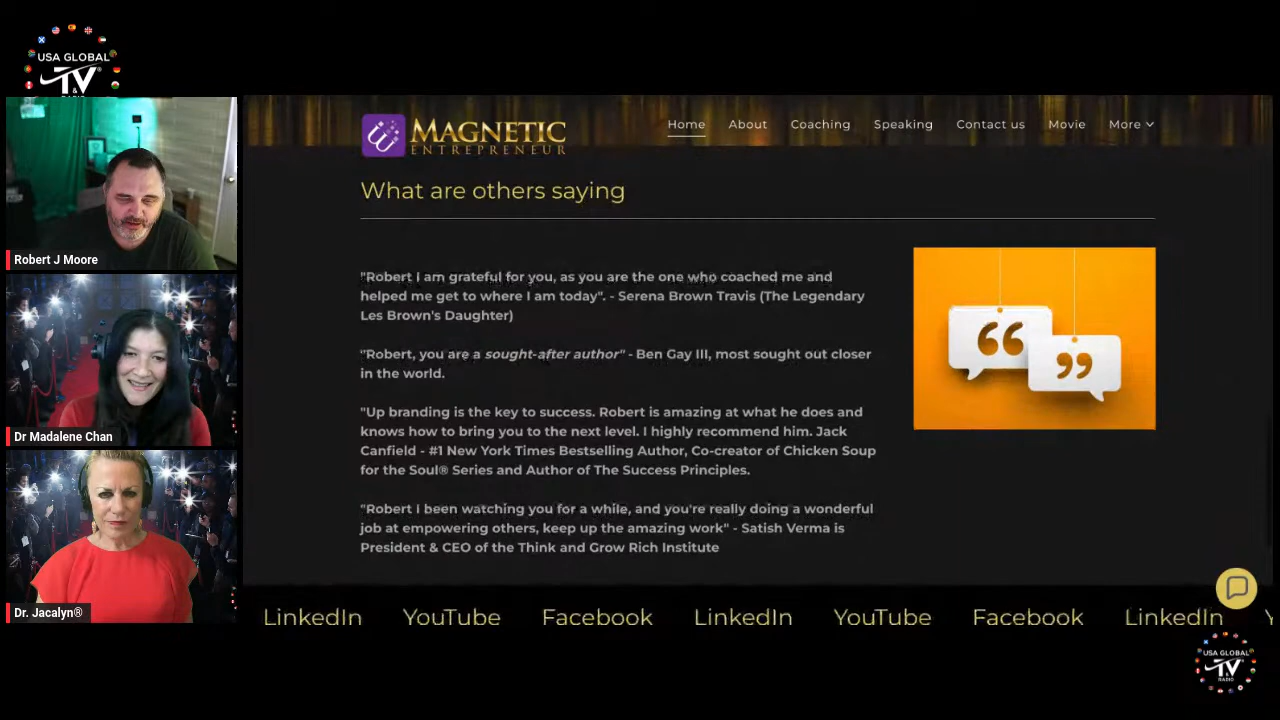 USA GLOBAL
TV
&
RADIO
Robert J Moore
Dr Madalene Chan
Dr. Jacalyn®
MAGNETIC
ENTREPRENEUR
Home About Coaching Speaking Contact us Movie More
What are others saying
"Robert I am grateful for you, as you are the one who coached me and
helped me get to where I am today". - Serena Brown Travis (The Legendary
Les Brown's Daughter)
"Robert, you are a sought-after author" - Ben Gay III, most sought out closer
in the world.
"Up branding is the key to success. Robert is amazing at what he does and
knows how to bring you to the next level. I highly recommend him. Jack
Canfield - #1 New York Times Bestselling Author, Co-creator of Chicken Soup
for the Soul® Series and Author of The Success Principles.
"Robert I been watching you for a while, and you're really doing a wonderful
job at empowering others, keep up the amazing work" - Satish Verma is
President & CEO of the Think and Grow Rich Institute
“ ”
LinkedIn YouTube Facebook LinkedIn YouTube Facebook LinkedIn Y
USA GLOBAL
TV
RADIO